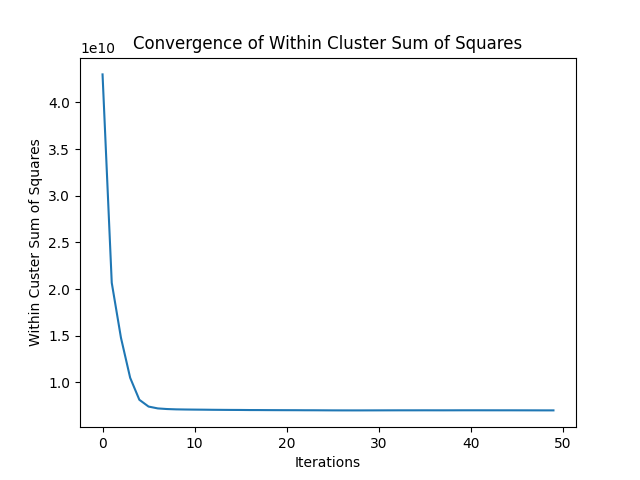 Convergence of Within Cluster Sum of Squares
1e10
4.0
3.5
3.0
2.5
2.0
1.5
1.0
Within Custer Sum of Squares
0 10 20 30 40 50
Iterations